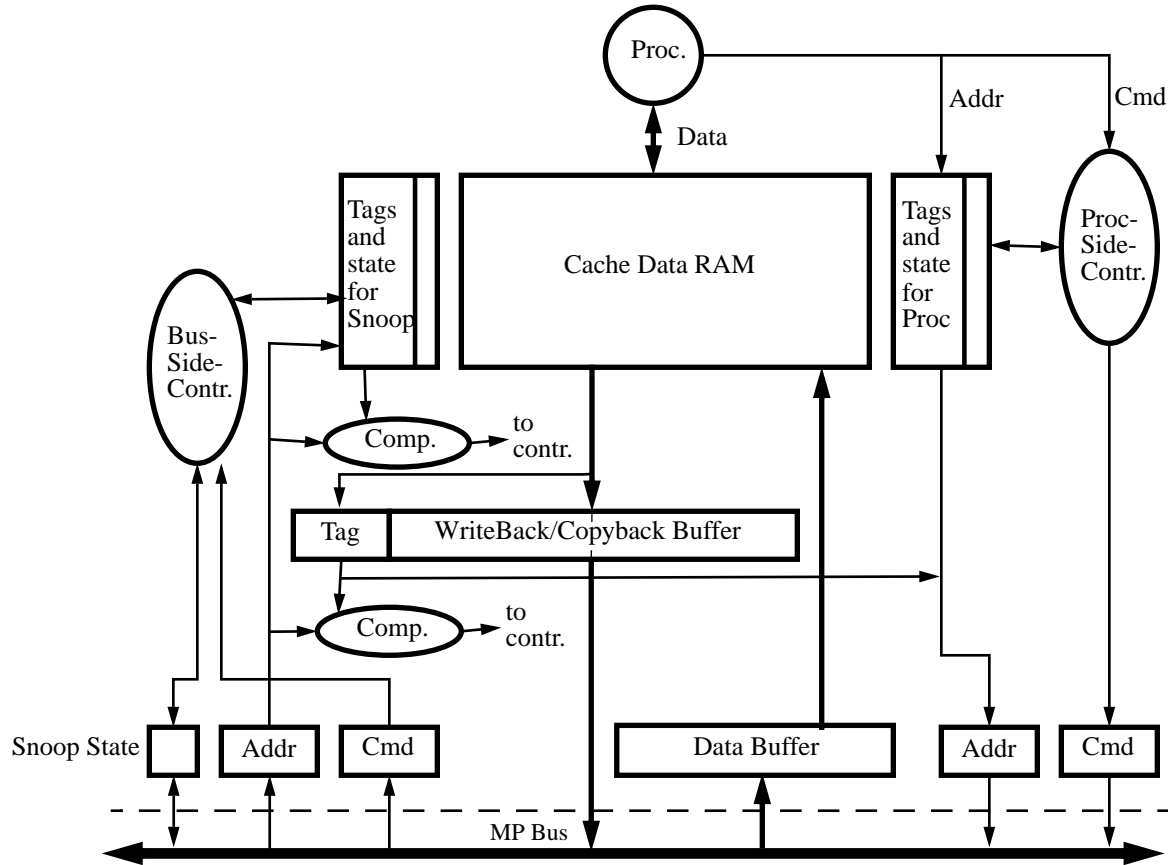 Proc.
Addr
Cmd
Data
Tags
and
state
for
Snoop
Cache Data RAM
Tags
and
state
for
Proc
Proc-
Side-
Contr.
Bus-
Side-
Contr.
Comp.
to
contr.
Tag
WriteBack/Copyback Buffer
Comp.
to
contr.
Snoop State
Addr
Cmd
Data Buffer
Addr
Cmd
MP Bus